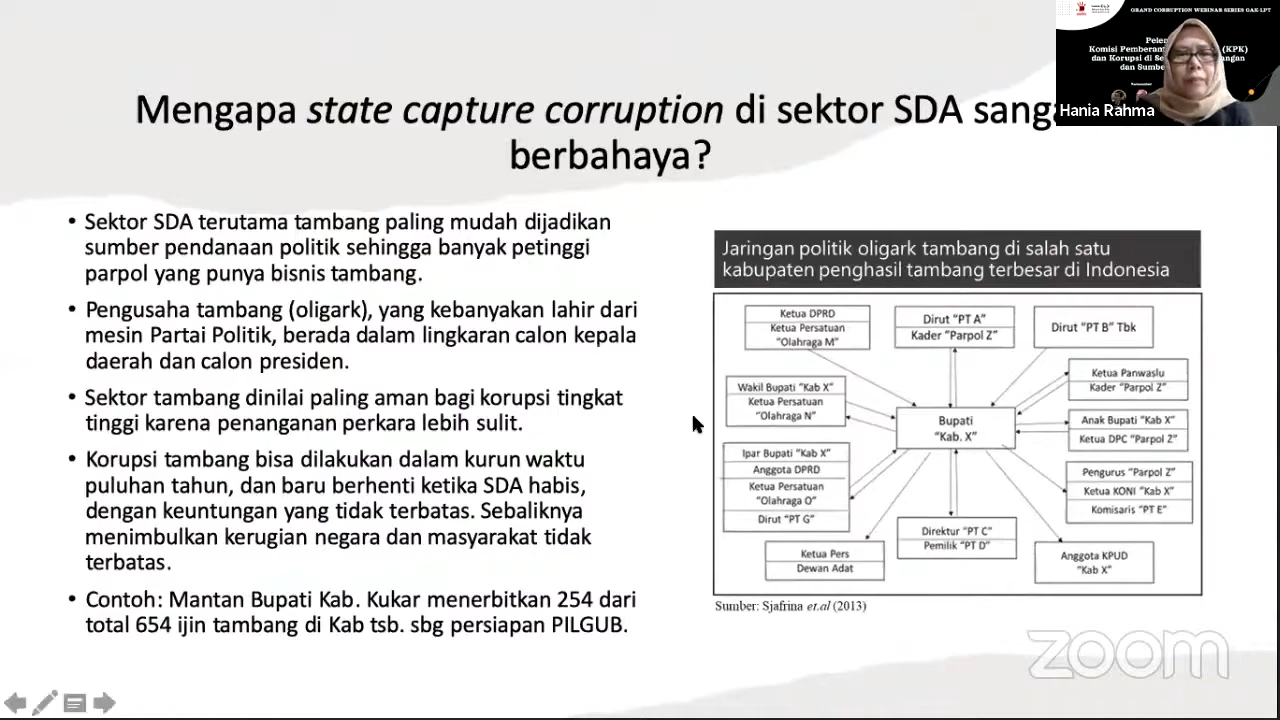 GRAND CORRUPTION WEBINAR SERIES GAK-LPT
Hania Rahma
Mengapa state capture corruption di sektor SDA
berbahaya?
• Sektor SDA terutama tambang paling mudah dijadikan
sumber pendanaan politik sehingga banyak petinggi
parpol yang punya bisnis tambang.
• Pengusaha tambang (oligark), yang kebanyakan lahir dari
mesin Partai Politik, berada dalam lingkaran calon kepala
daerah dan calon presiden.
• Sektor tambang dinilai paling aman bagi korupsi tingkat
tinggi karena penanganan perkara lebih sulit.
• Korupsi tambang bisa dilakukan dalam kurun waktu
puluhan tahun, dan baru berhenti ketika SDA habis,
dengan keuntungan yang tidak terbatas. Sebaliknya
menimbulkan kerugian negara dan masyarakat tidak
terbatas.
• Contoh: Mantan Bupati Kab. Kukar menerbitkan 254 dari
total 654 ijin tambang di Kab tsb. sbg persiapan PILGUB.
Jaringan politik oligark tambang di salah satu
kabupaten penghasil tambang terbesar di Indonesia
Ketua DPRD
Ketua Persatuan
"Olahraga M"
Dirut "PT A"
Kader "Parpol Z"
Dirut "PT B" Tbk
Wakil Bupati "Kab X"
Ketua Persatuan
"Olahraga N"
Ketua Panwaslu
Kader "Parpol Z"
Bupati
"Kab. X"
Anak Bupati "Kab X"
Ketua DPC "Parpol Z"
Ipar Bupati "Kab X"
Anggota DPRD
Ketua Persatuan
"Olahraga O"
Dirut "PT G"
Pengurus "Parpol Z"
Ketua KONI "Kab X"
Komisaris "PT E"
Ketua Pers
Dewan Adat
Direktur "PT C"
Pemilik "PT D"
Anggota KPUD
"Kab X"
Sumber: Sjafrina et.al (2013)
zoom